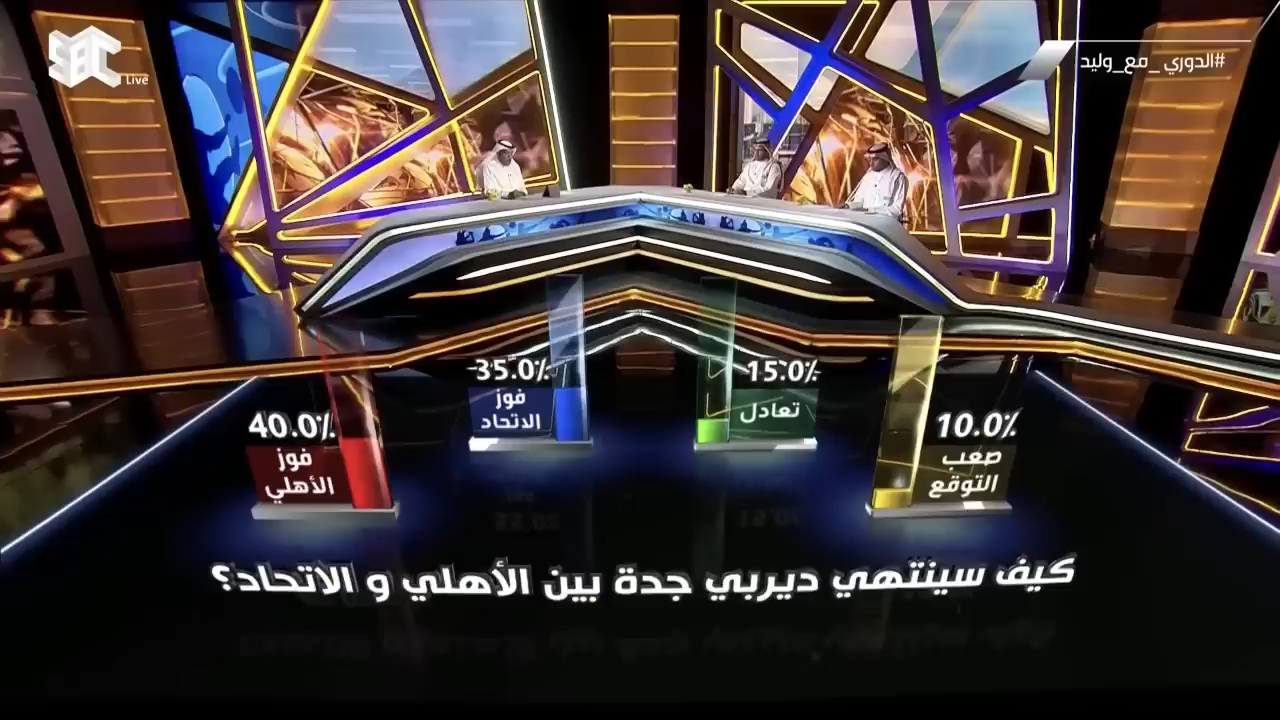 SBC
Live
#الدوري_مع_وليد
35.0%
فوز
الاتحاد
15.0%
تعادل
40.0%
فوز
الأهلي
10.0%
صعب
التوقع
كيف سينتهي ديربي جدة بين الأهلي و الاتحاد؟